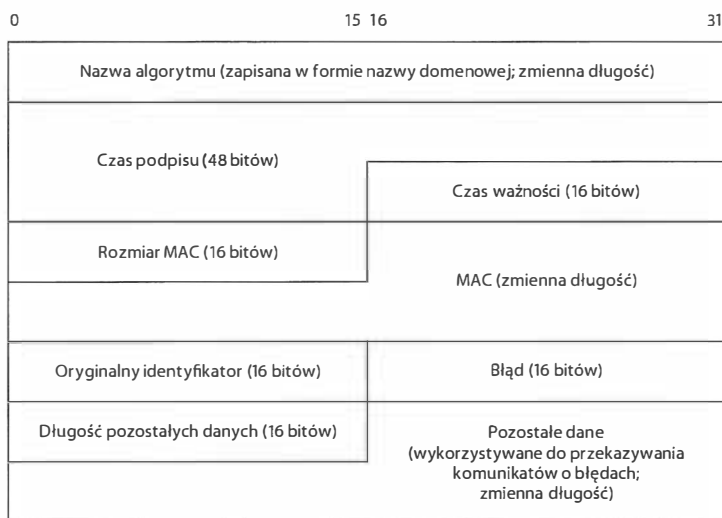 0 15 16 31
Nazwa algorytmu (zapisana w formie nazwy domenowej; zmienna długość)
Czas podpisu (48 bitów)
Czas ważności (16 bitów)
Rozmiar MAC (16 bitów)
MAC (zmienna długość)
Oryginalny identyfikator (16 bitów)
Błąd (16 bitów)
Długość pozostałych danych (16 bitów)
Pozostałe dane
(wykorzystywane do przekazywania
komunikatów o błędach;
zmienna długość)